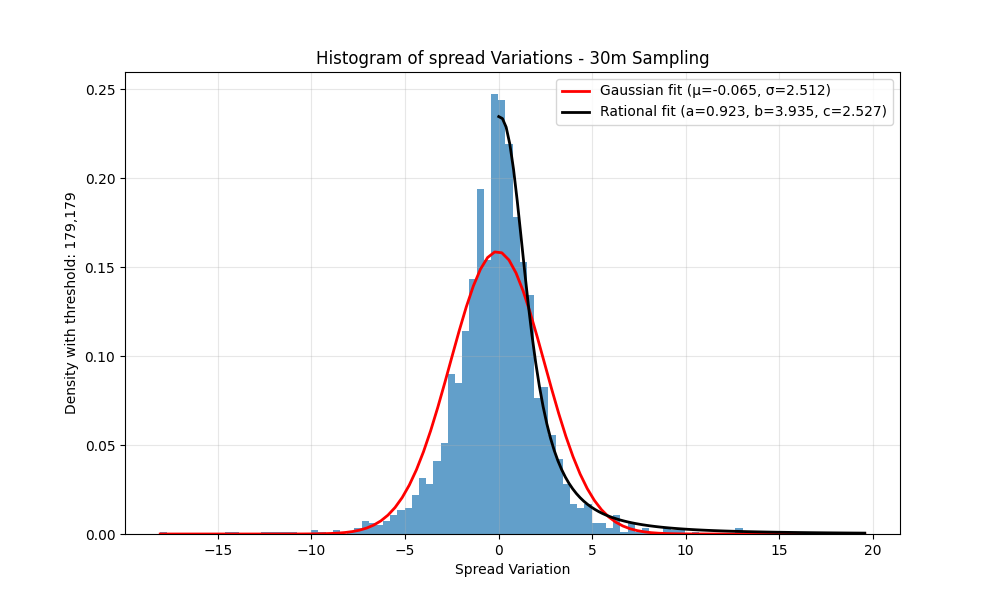 Histogram of spread Variations - 30m Sampling
Gaussian fit (μ=-0.065, σ=2.512)
Rational fit (a=0.923, b=3.935, c=2.527)
Density with threshold: 179,179
0.25
0.20
0.15
0.10
0.05
0.00
−15 −10 −5 0 5 10 15 20
Spread Variation